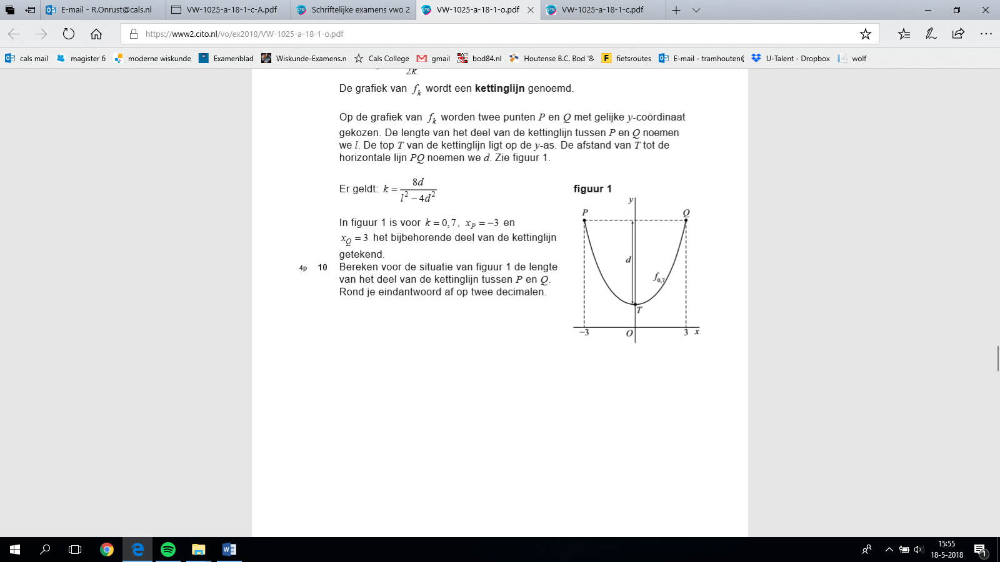 E-mail - R.Onrust@cals.nl
VW-1025-a-18-1-c-A.pdf
Schriftelijke examens vwo 2
VW-1025-a-18-1-o.pdf
VW-1025-a-18-1-c.pdf
https://www2.cito.nl/vo/ex2018/VW-1025-a-18-1-o.pdf
cals mail magister 6 moderne wiskunde Examenblad Wiskunde-Examens.n Cals College gmail bod84.nl Houtense B.C. Bod '8 fietsroutes E-mail - tramhouten@ U-Talent - Dropbox wolf
2k
De grafiek van f_k wordt een kettinglijn genoemd.
Op de grafiek van f_k worden twee punten P en Q met gelijke y-coördinaat
gekozen. De lengte van het deel van de kettinglijn tussen P en Q noemen
we l. De top T van de kettinglijn ligt op de y-as. De afstand van T tot de
horizontale lijn PQ noemen we d. Zie figuur 1.
Er geldt: k = 8d / (l² – 4d²)
In figuur 1 is voor k = 0,7, x_P = –3 en
x_Q = 3 het bijbehorende deel van de kettinglijn
getekend.
4p 10 Bereken voor de situatie van figuur 1 de lengte
van het deel van de kettinglijn tussen P en Q.
Rond je eindantwoord af op twee decimalen.
figuur 1
y
P
Q
d
f_0,7
T
–3
O
3
x
15:55
18-5-2018
1